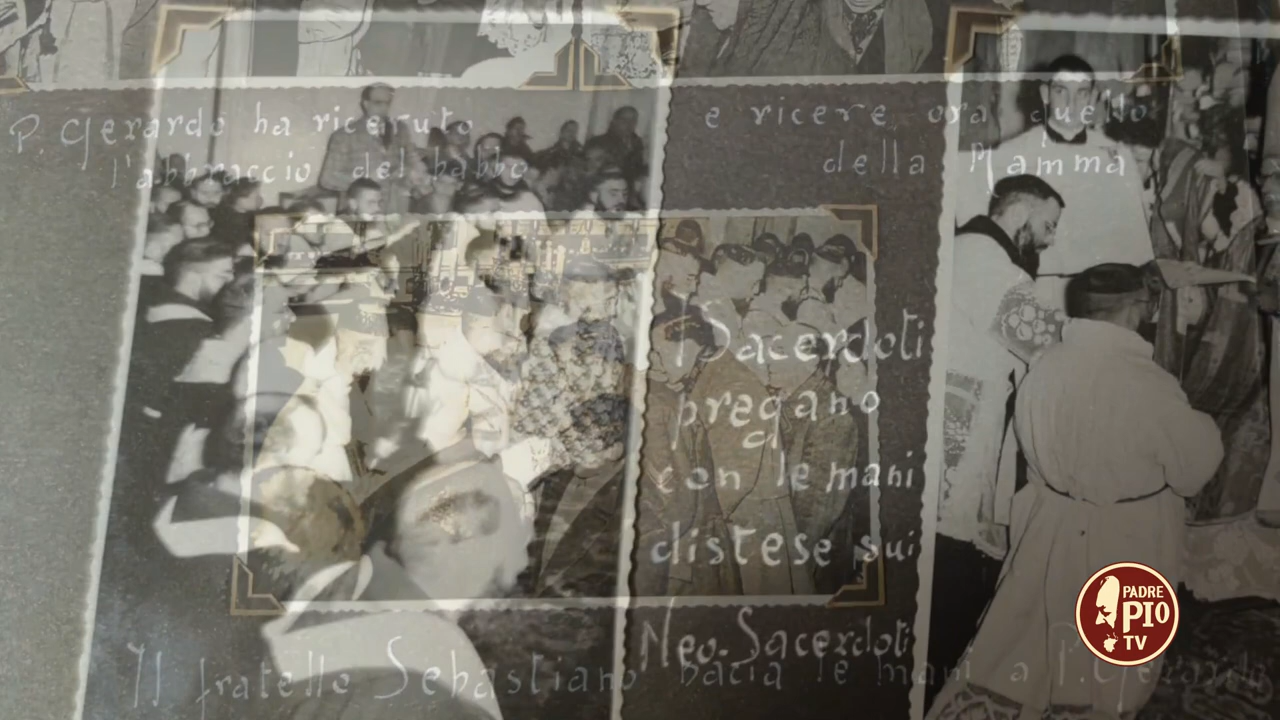 P. Gerardo ha ricevuto
l'abbraccio del babbo
e ricere ora quello
della Mamma
I Sacerdoti
pregano
con le mani
distese sui
Neo-Sacerdoti
Il fratello Sebastiano bacia le mani a P. Gerardo
PADRE
PIO
TV